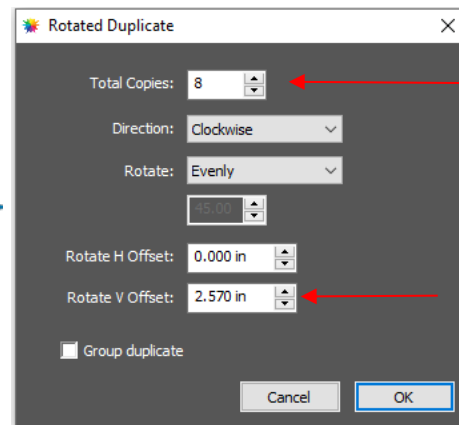 Rotated Duplicate
Total Copies: 8
Direction: Clockwise
Rotate: Evenly
45.00
Rotate H Offset: 0.000 in
Rotate V Offset: 2.570 in
Group duplicate
Cancel OK